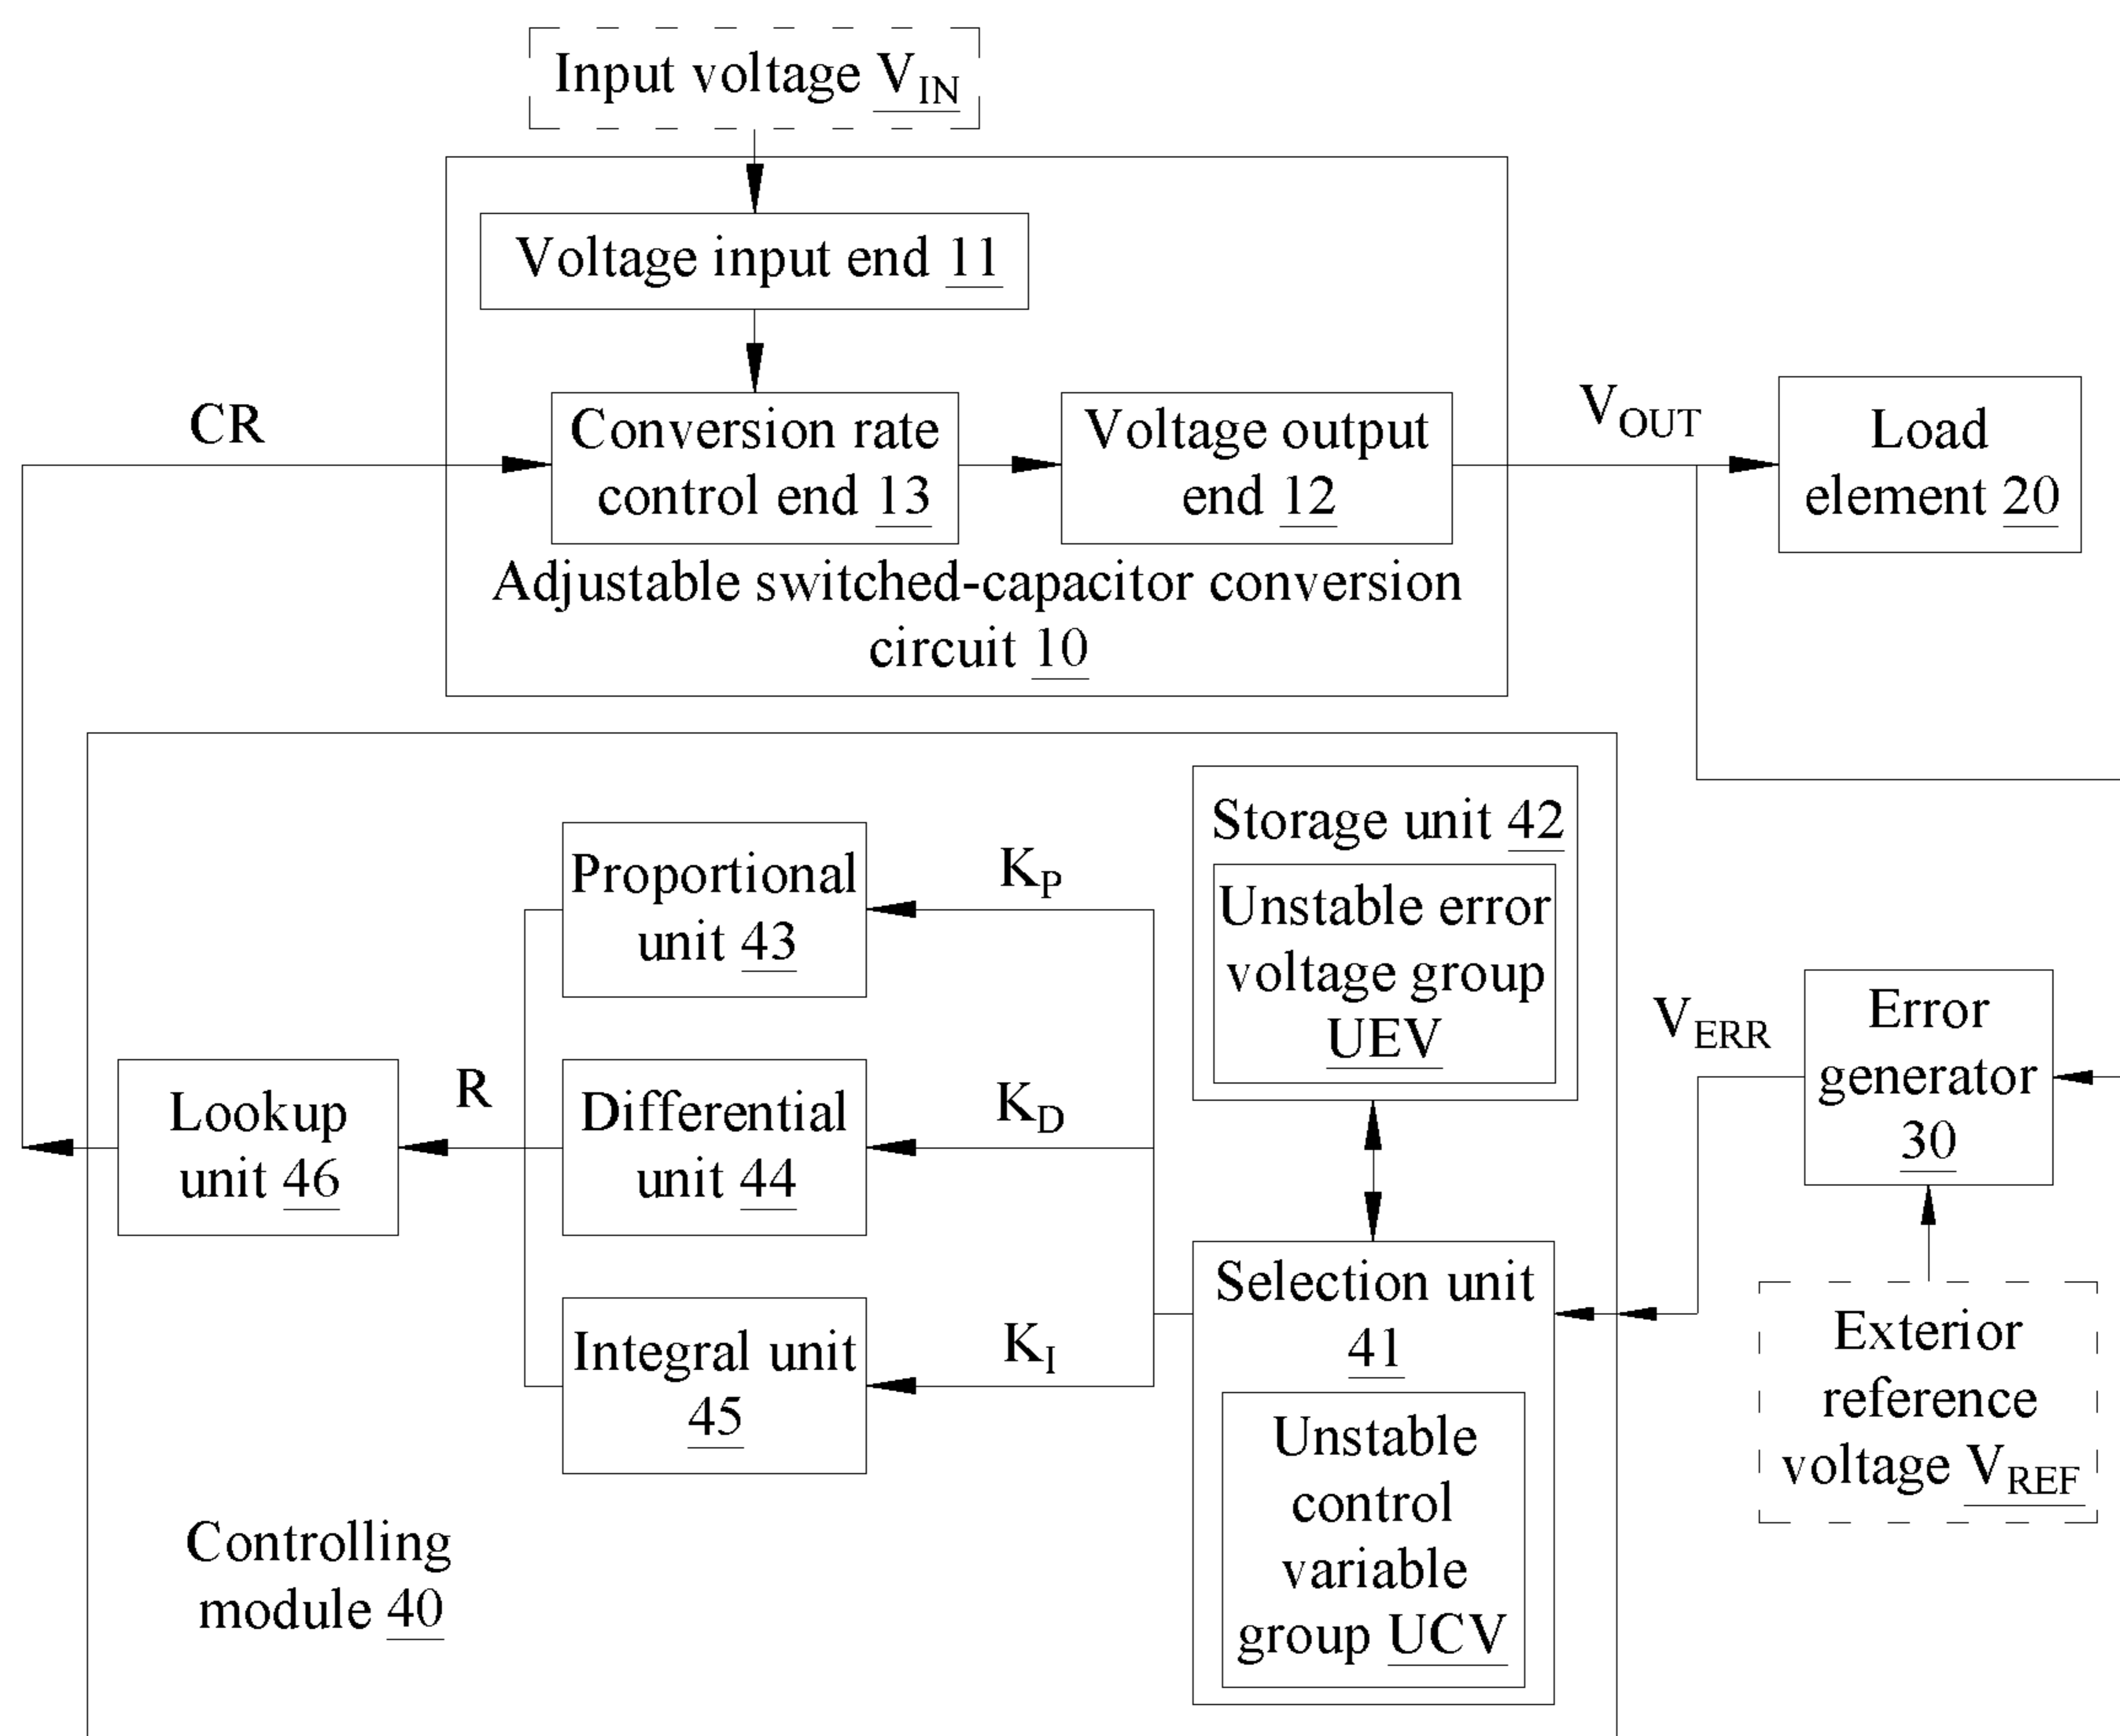 Input voltage V_IN
Voltage input end 11
CR
Conversion rate
control end 13
Voltage output
end 12
V_OUT
Load
element 20
Adjustable switched-capacitor conversion
circuit 10
Storage unit 42
Unstable error
voltage group
UEV
Proportional
unit 43
K_P
Error
generator
30
V_ERR
Lookup
unit 46
R
Differential
unit 44
K_D
Selection unit
41
Unstable
control
variable
group UCV
Integral unit
45
K_I
Exterior
reference
voltage V_REF
Controlling
module 40